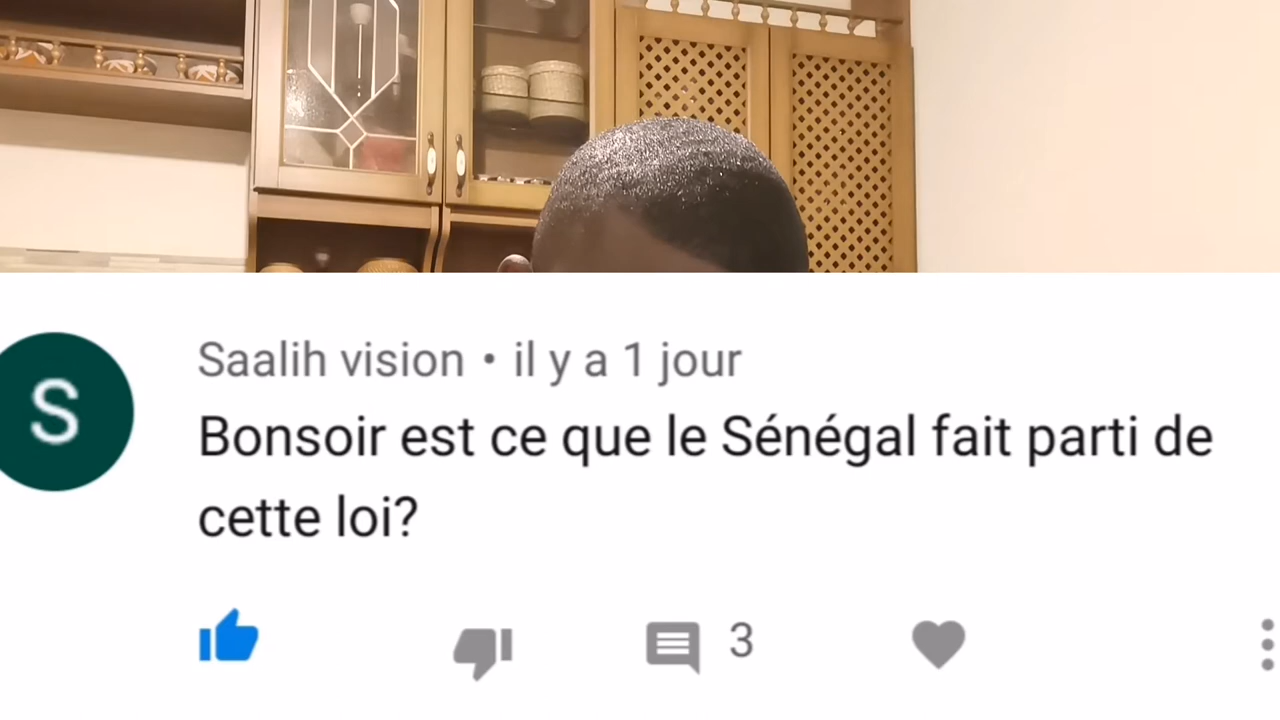 S
Saalih vision • il y a 1 jour
Bonsoir est ce que le Sénégal fait parti de
cette loi?
3